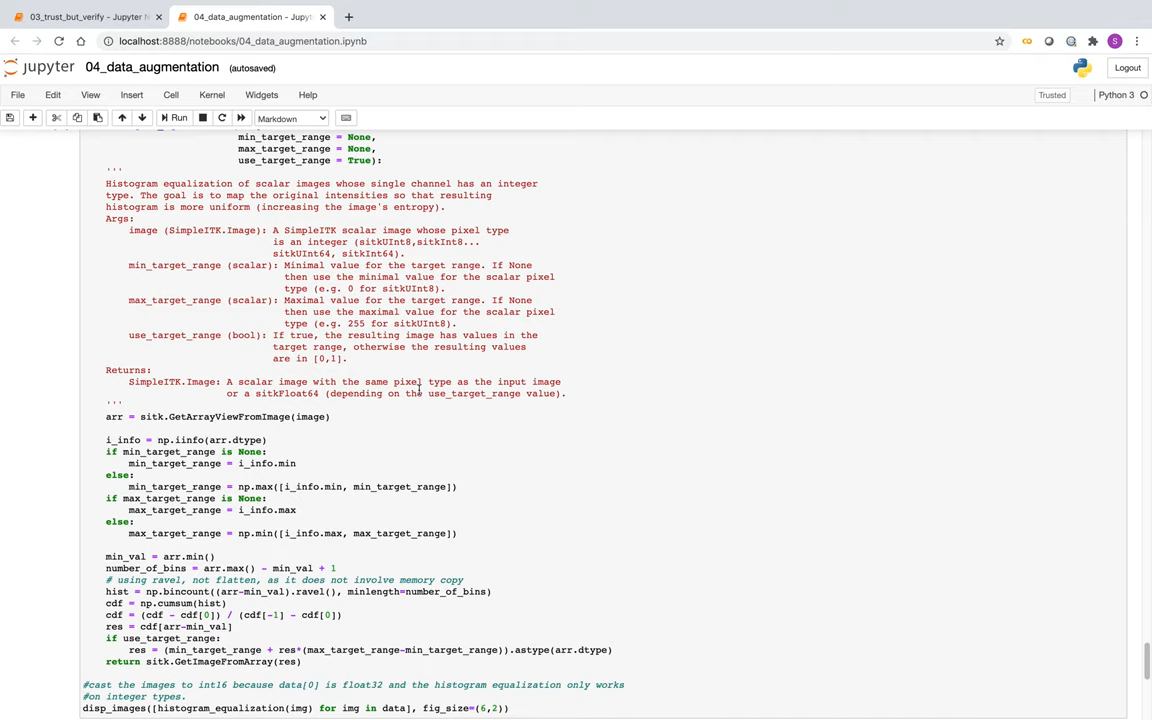 03_trust_but_verify - Jupyter N
04_data_augmentation - Jupyt
localhost:8888/notebooks/04_data_augmentation.ipynb
S
jupyter 04_data_augmentation (autosaved)
Logout
File Edit View Insert Cell Kernel Widgets Help
Trusted
Python 3
Run
Markdown
min_target_range = None,
max_target_range = None,
use_target_range = True):
'''
Histogram equalization of scalar images whose single channel has an integer
type. The goal is to map the original intensities so that resulting
histogram is more uniform (increasing the image's entropy).
Args:
image (SimpleITK.Image): A SimpleITK scalar image whose pixel type
is an integer (sitkUInt8,sitkInt8...
sitkUInt64, sitkInt64).
min_target_range (scalar): Minimal value for the target range. If None
then use the minimal value for the scalar pixel
type (e.g. 0 for sitkUInt8).
max_target_range (scalar): Maximal value for the target range. If None
then use the maximal value for the scalar pixel
type (e.g. 255 for sitkUInt8).
use_target_range (bool): If true, the resulting image has values in the
target range, otherwise the resulting values
are in [0,1].
Returns:
SimpleITK.Image: A scalar image with the same pixel type as the input image
or a sitkFloat64 (depending on the use_target_range value).
'''
arr = sitk.GetArrayViewFromImage(image)
i_info = np.iinfo(arr.dtype)
if min_target_range is None:
min_target_range = i_info.min
else:
min_target_range = np.max([i_info.min, min_target_range])
if max_target_range is None:
max_target_range = i_info.max
else:
max_target_range = np.min([i_info.max, max_target_range])
min_val = arr.min()
number_of_bins = arr.max() - min_val + 1
# using ravel, not flatten, as it does not involve memory copy
hist = np.bincount((arr-min_val).ravel(), minlength=number_of_bins)
cdf = np.cumsum(hist)
cdf = (cdf - cdf[0]) / (cdf[-1] - cdf[0])
res = cdf[arr-min_val]
if use_target_range:
res = (min_target_range + res*(max_target_range-min_target_range)).astype(arr.dtype)
return sitk.GetImageFromArray(res)
#cast the images to int16 because data[0] is float32 and the histogram equalization only works
#on integer types.
disp_images([histogram_equalization(img) for img in data], fig_size=(6,2))